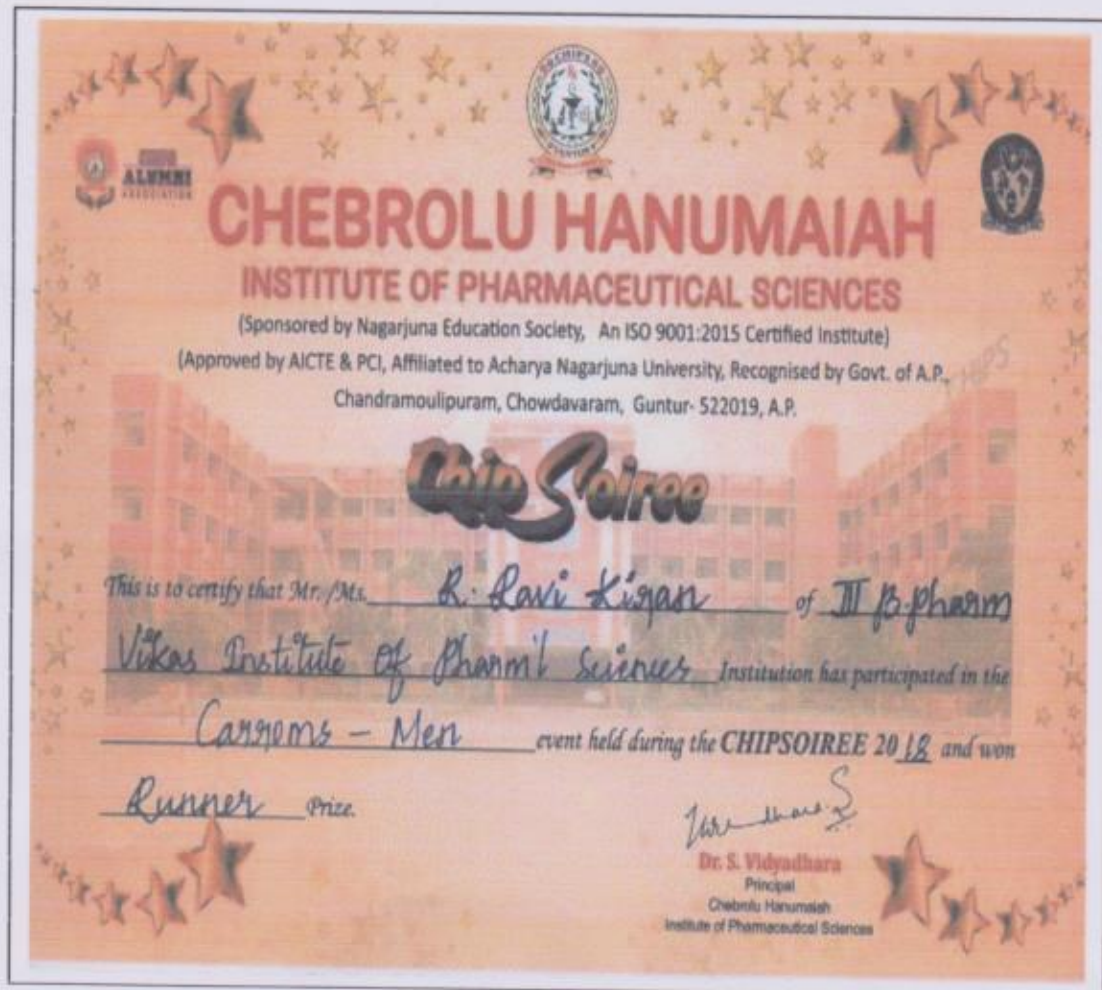 ALUMNI
ASSOCIATION
CHEBROLU HANUMAIAH
INSTITUTE OF PHARMACEUTICAL SCIENCES
(Sponsored by Nagarjuna Education Society, An ISO 9001:2015 Certified Institute)
(Approved by AICTE & PCI, Affiliated to Acharya Nagarjuna University, Recognised by Govt. of A.P.,
Chandramoulipuram, Chowdavaram, Guntur- 522019, A.P.
Chip Soiree
This is to certify that Mr./Ms. R. Ravi Kiran of III B.pharm
Vikas Institute Of Pharm'l Sciences Institution has participated in the
Carroms - Men event held during the CHIPSOIREE 2018 and won
Runner Prize.
Dr. S. Vidyadhara
Principal
Chebrolu Hanumaiah
Institute of Pharmaceutical Sciences